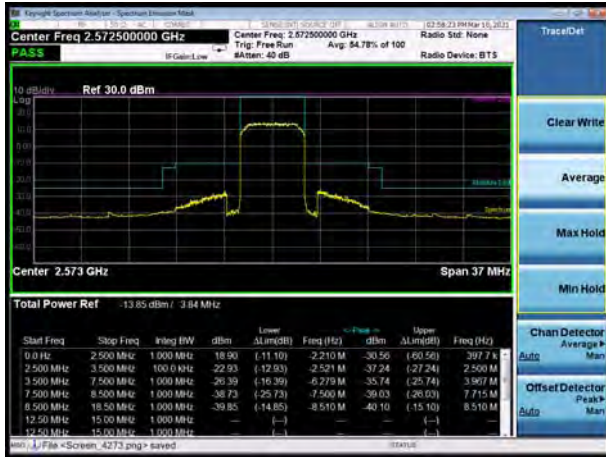 Keysight Spectrum Analyzer - Spectrum Emission Mask
02:58:23 PM Mar 10, 2021
Center Freq 2.572500000 GHz
Center Freq: 2.572500000 GHz
Radio Std: None
PASS
IFGain:Low
Trig: Free Run
Avg: 54.78% of 100
#Atten: 40 dB
Radio Device: BTS
10 dB/div
Ref 30.0 dBm
Log
Center 2.573 GHz
Span 37 MHz
Total Power Ref
-13.85 dBm / 3.84 MHz
Lower
<-Peak->
Upper
Start Freq Stop Freq Integ BW dBm ΔLim(dB) Freq (Hz) dBm ΔLim(dB) Freq (Hz)
0.0 Hz 2.500 MHz 1.000 MHz 18.90 (-11.10) -2.210 M -30.56 (-60.56) 397.7 k
2.500 MHz 3.500 MHz 100.0 kHz -22.93 (-12.93) -2.521 M -37.24 (-27.24) 2.500 M
3.500 MHz 7.500 MHz 1.000 MHz -26.39 (-16.39) -6.279 M -35.74 (-25.74) 3.967 M
7.500 MHz 8.500 MHz 1.000 MHz -38.73 (-25.73) -7.500 M -39.03 (-26.03) 7.715 M
8.500 MHz 18.50 MHz 1.000 MHz -39.85 (-14.85) -8.510 M -40.10 (-15.10) 8.510 M
12.50 MHz 15.00 MHz 1.000 MHz --- (---) --- --- (---) ---
12.50 MHz 15.00 MHz 1.000 MHz
MSG
File <Screen_4273.png> saved
STATUS
Trace/Det
Clear Write
Average
Max Hold
Min Hold
Chan Detector
Average
Auto Man
Offset Detector
Peak
Auto Man